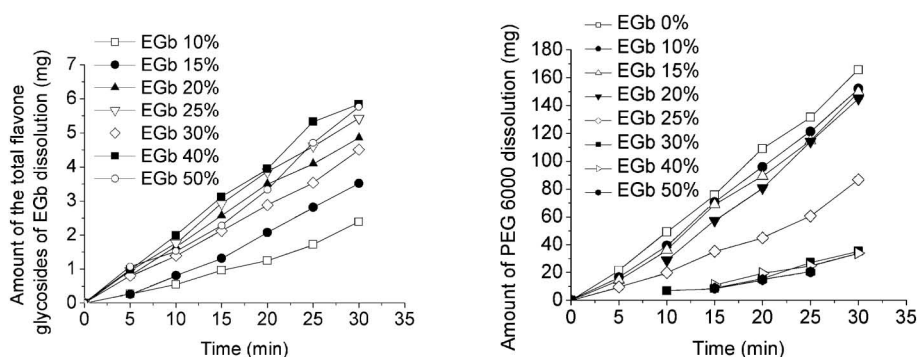 EGb 10%
EGb 15%
EGb 20%
EGb 25%
EGb 30%
EGb 40%
EGb 50%
Amount of the total flavone
glycosides of EGb dissolution (mg)
7
6
5
4
3
2
1
0
0 5 10 15 20 25 30 35
Time (min)
EGb 0%
EGb 10%
EGb 15%
EGb 20%
EGb 25%
EGb 30%
EGb 40%
EGb 50%
Amount of PEG 6000 dissolution (mg)
180
160
140
120
100
80
60
40
20
0
0 5 10 15 20 25 30 35
Time (min)